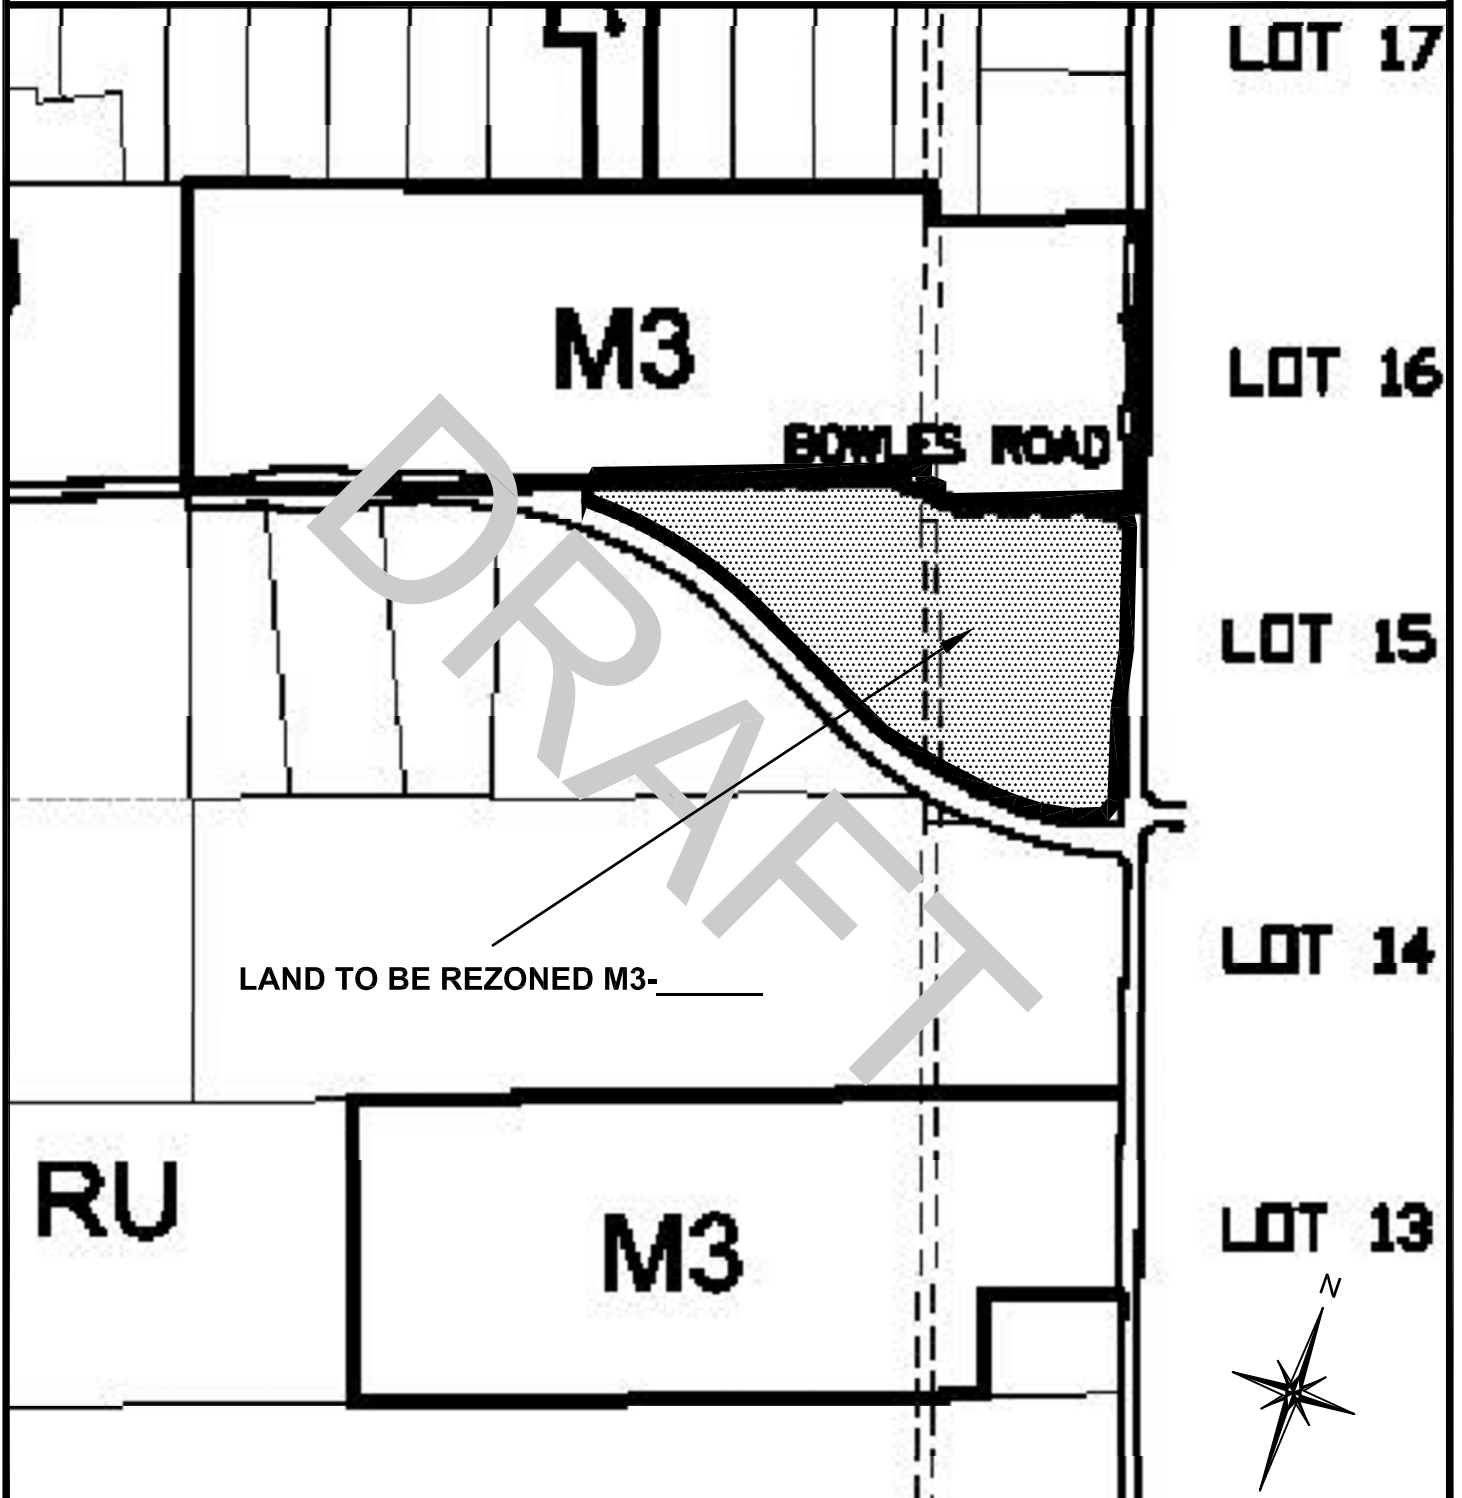 LOT 17
M3
LOT 16
BOWLES ROAD
LOT 15
DRAFT
LOT 14
LAND TO BE REZONED M3-______
RU
M3
LOT 13
N